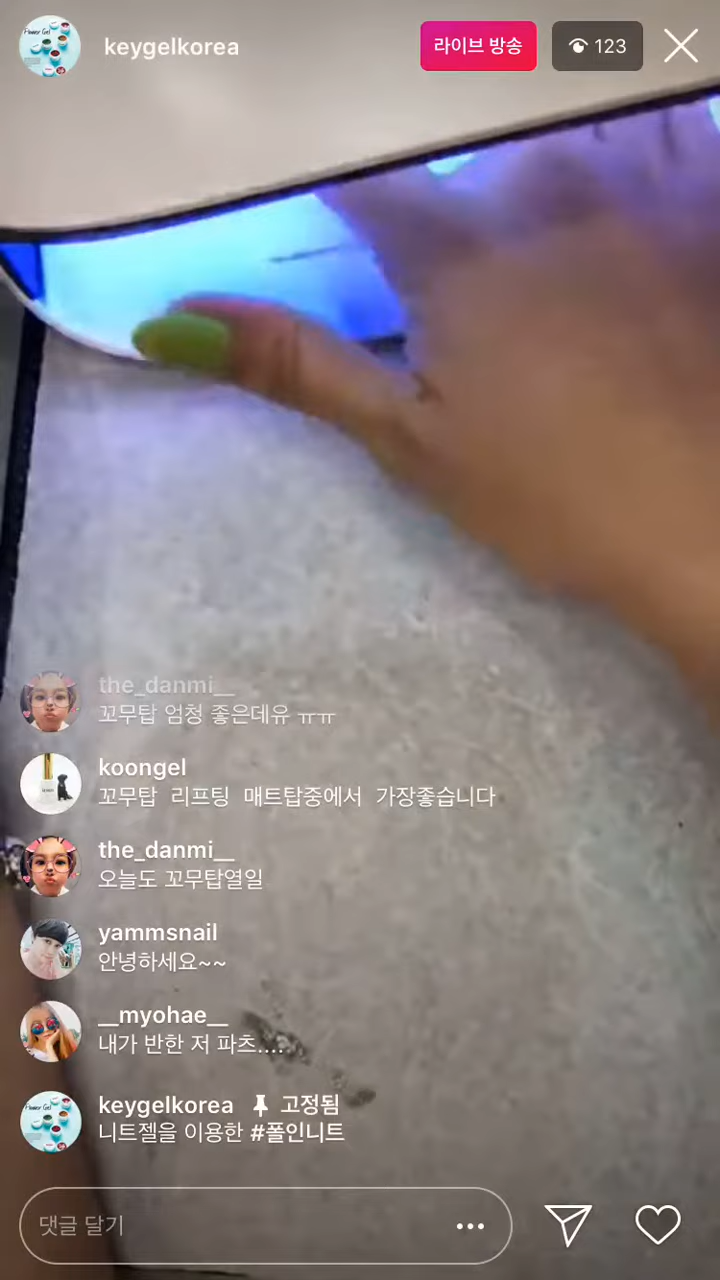 keygelkorea
라이브 방송
123
the_danmi__
꼬무탑 엄청 좋은데유 ㅠㅠ
koongel
꼬무탑 리프팅 매트탑중에서 가장좋습니다
the_danmi__
오늘도 꼬무탑열일
yammsnail
안녕하세요~~
__myohae__
내가 반한 저 파츠....
keygelkorea 고정됨
니트젤을 이용한 #폴인니트
댓글 달기